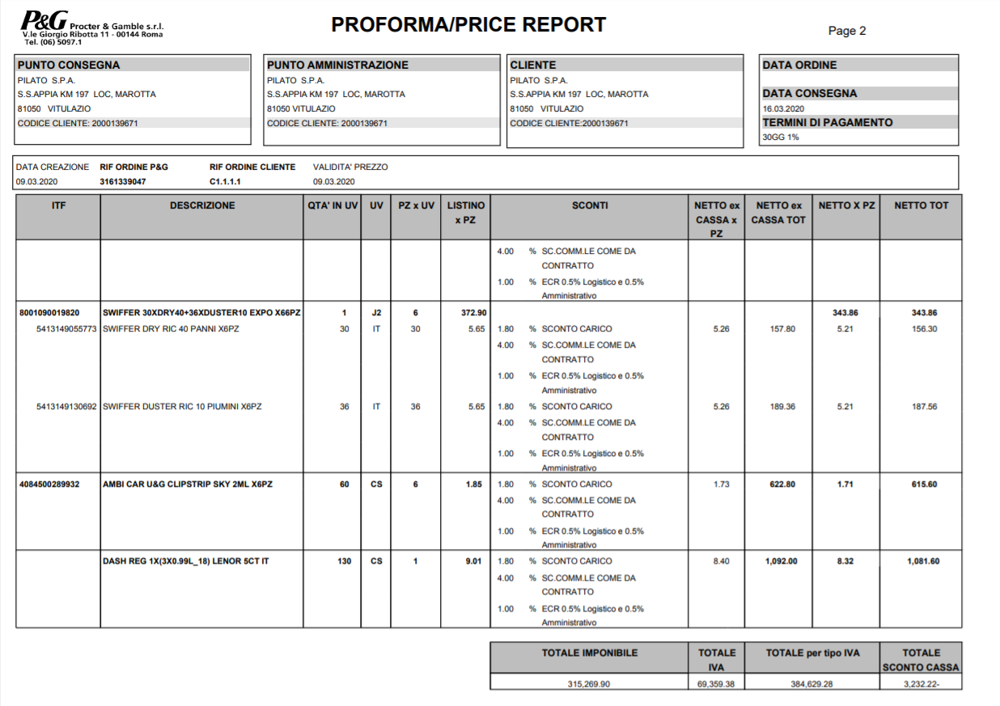 P&G Procter & Gamble s.r.l.
V.le Giorgio Ribotta 11 - 00144 Roma
Tel. (06) 5097.1
PROFORMA/PRICE REPORT
Page 2
PUNTO CONSEGNA
PILATO S.P.A.
S.S.APPIA KM 197 LOC, MAROTTA
81050 VITULAZIO
CODICE CLIENTE: 2000139671
PUNTO AMMINISTRAZIONE
PILATO S.P.A.
S.S.APPIA KM 197 LOC, MAROTTA
81050 VITULAZIO
CODICE CLIENTE: 2000139671
CLIENTE
PILATO S.P.A.
S.S.APPIA KM 197 LOC, MAROTTA
81050 VITULAZIO
CODICE CLIENTE:2000139671
DATA ORDINE
DATA CONSEGNA
16.03.2020
TERMINI DI PAGAMENTO
30GG 1%
DATA CREAZIONE RIF ORDINE P&G RIF ORDINE CLIENTE VALIDITA' PREZZO
09.03.2020 3161339047 C1.1.1.1 09.03.2020
ITF DESCRIZIONE QTA' IN UV UV PZ x UV LISTINO SCONTI NETTO ex NETTO ex NETTO X PZ NETTO TOT
x PZ CASSA x CASSA TOT
PZ
4.00 % SC.COMM.LE COME DA
CONTRATTO
1.00 % ECR 0.5% Logistico e 0.5%
Amministrativo
8001090019820 SWIFFER 30XDRY40+36XDUSTER10 EXPO X66PZ 1 J2 6 372.90 343.86 343.86
5413149055773 SWIFFER DRY RIC 40 PANNI X6PZ 30 IT 30 5.65 1.80 % SCONTO CARICO 5.26 157.80 5.21 156.30
4.00 % SC.COMM.LE COME DA
CONTRATTO
1.00 % ECR 0.5% Logistico e 0.5%
Amministrativo
5413149130692 SWIFFER DUSTER RIC 10 PIUMINI X6PZ 36 IT 36 5.65 1.80 % SCONTO CARICO 5.26 189.36 5.21 187.56
4.00 % SC.COMM.LE COME DA
CONTRATTO
1.00 % ECR 0.5% Logistico e 0.5%
Amministrativo
4084500289932 AMBI CAR U&G CLIPSTRIP SKY 2ML X6PZ 60 CS 6 1.85 1.80 % SCONTO CARICO 1.73 622.80 1.71 615.60
4.00 % SC.COMM.LE COME DA
CONTRATTO
1.00 % ECR 0.5% Logistico e 0.5%
Amministrativo
DASH REG 1X(3X0.99L_18) LENOR 5CT IT 130 CS 1 9.01 1.80 % SCONTO CARICO 8.40 1,092.00 8.32 1,081.60
4.00 % SC.COMM.LE COME DA
CONTRATTO
1.00 % ECR 0.5% Logistico e 0.5%
Amministrativo
TOTALE IMPONIBILE TOTALE TOTALE per tipo IVA TOTALE
IVA SCONTO CASSA
315,269.90 69,359.38 384,629.28 3,232.22-